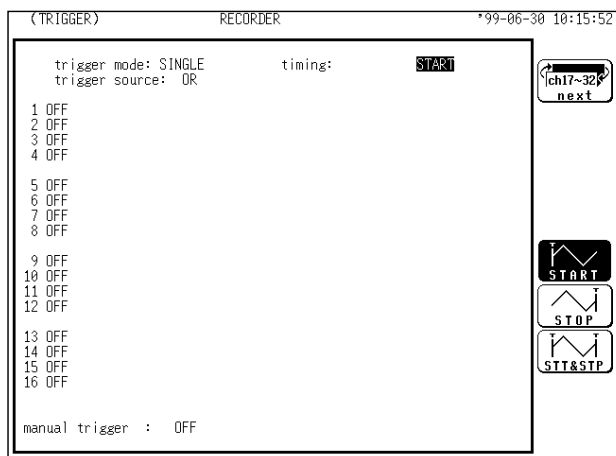 (TRIGGER) RECORDER '99-06-30 10:15:52
trigger mode: SINGLE timing: START
trigger source: OR
1 OFF
2 OFF
3 OFF
4 OFF
5 OFF
6 OFF
7 OFF
8 OFF
9 OFF
10 OFF
11 OFF
12 OFF
13 OFF
14 OFF
15 OFF
16 OFF
manual trigger : OFF
ch17~32
next
T
START
T
STOP
T T
STT&STP